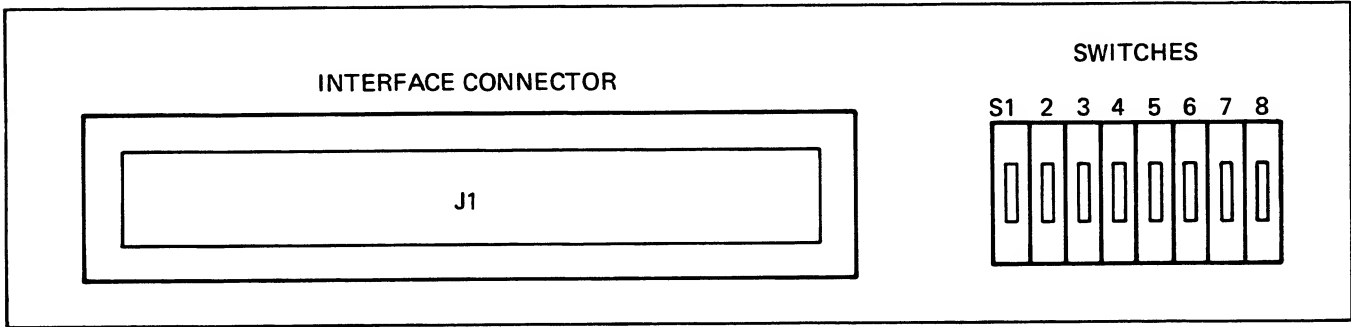 INTERFACE CONNECTOR
J1
SWITCHES
S1 2 3 4 5 6 7 8